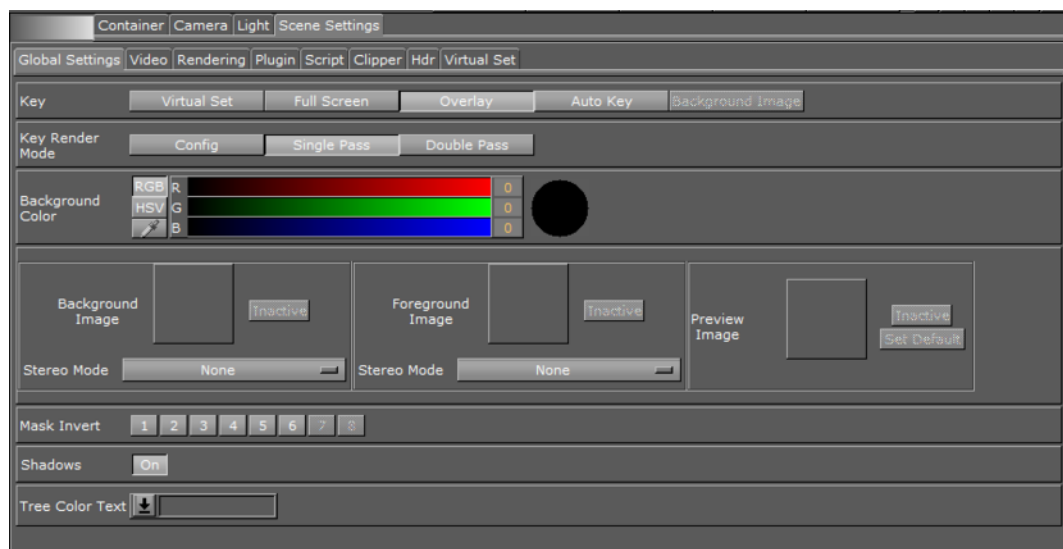 Container Camera Light Scene Settings
Global Settings Video Rendering Plugin Script Clipper Hdr Virtual Set
Key Virtual Set Full Screen Overlay Auto Key Background Image
Key Render
Mode
Config Single Pass Double Pass
Background
Color
RGB R 0
HSV G 0
B 0
Background
Image
Inactive
Stereo Mode None
Foreground
Image
Inactive
Stereo Mode None
Preview
Image
Inactive
Set Default
Mask Invert 1 2 3 4 5 6 7 8
Shadows On
Tree Color Text